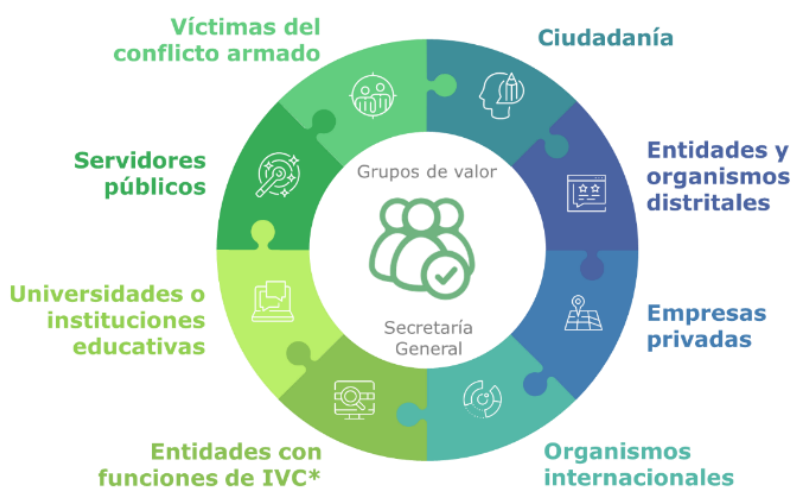 Víctimas del
conflicto armado
Ciudadanía
Servidores
públicos
Grupos de valor
Entidades y
organismos
distritales
Universidades o
instituciones
educativas
Secretaría
General
Empresas
privadas
Entidades con
funciones de IVC*
Organismos
internacionales